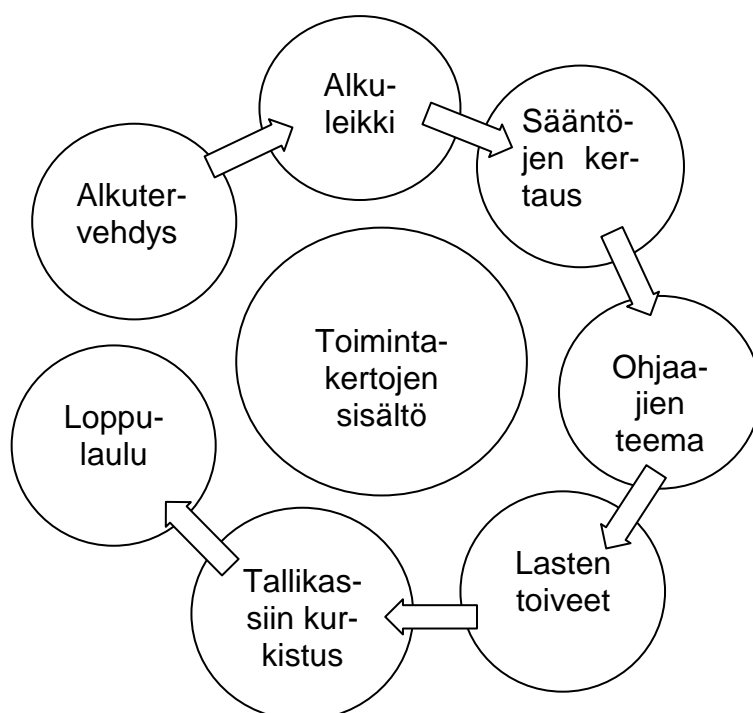 Alkuter-
vehdys
Alku-
leikki
Sääntö-
jen ker-
taus
Ohjaa-
jien
teema
Lasten
toiveet
Tallikas-
siin kur-
kistus
Loppu-
laulu
Toiminta-
kertojen
sisältö